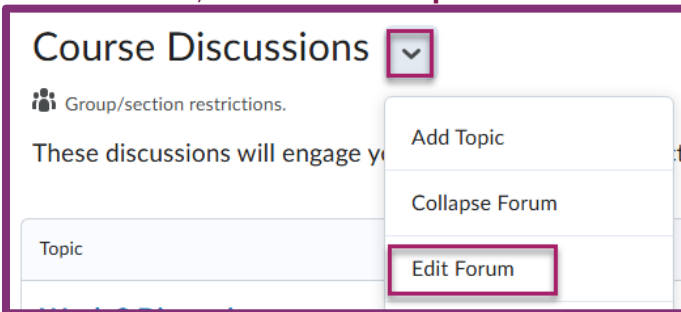 Course Discussions
Group/section restrictions.
These discussions will engage
Add Topic
Collapse Forum
Topic
Edit Forum